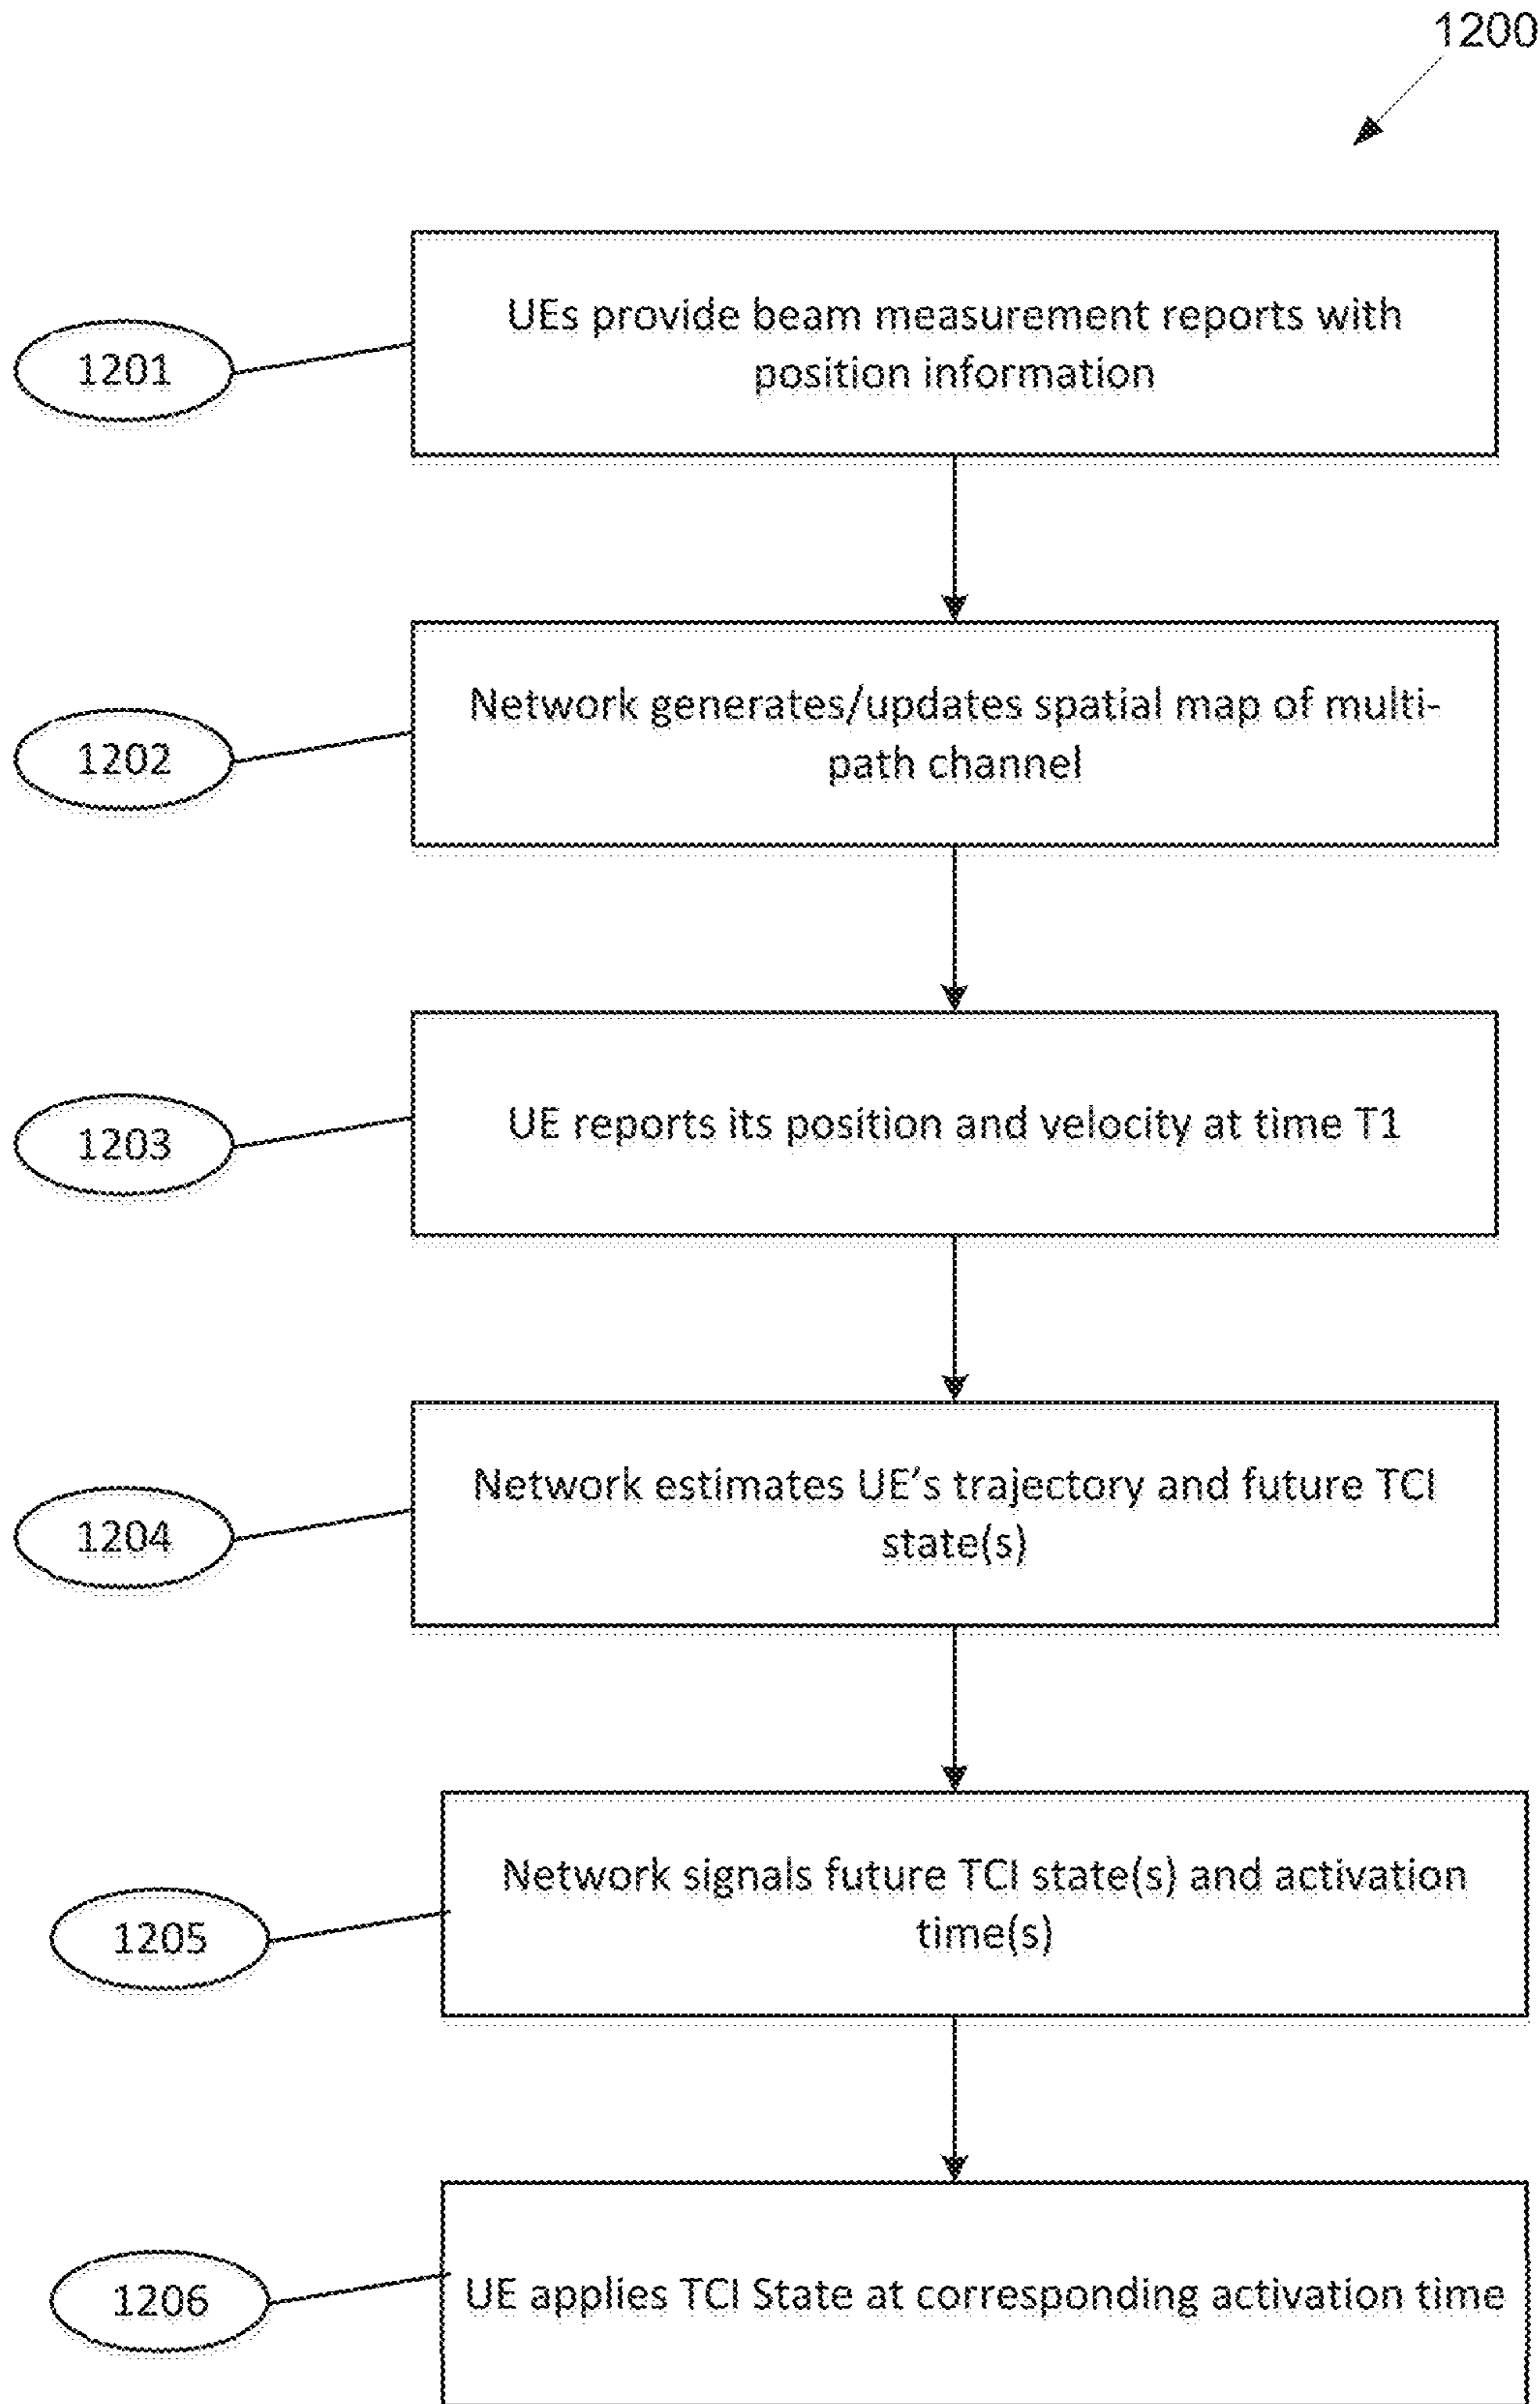 1200
1201
UEs provide beam measurement reports with
position information
1202
Network generates/updates spatial map of multi-
path channel
1203
UE reports its position and velocity at time T1
1204
Network estimates UE's trajectory and future TCI
state(s)
1205
Network signals future TCI state(s) and activation
time(s)
1206
UE applies TCI State at corresponding activation time